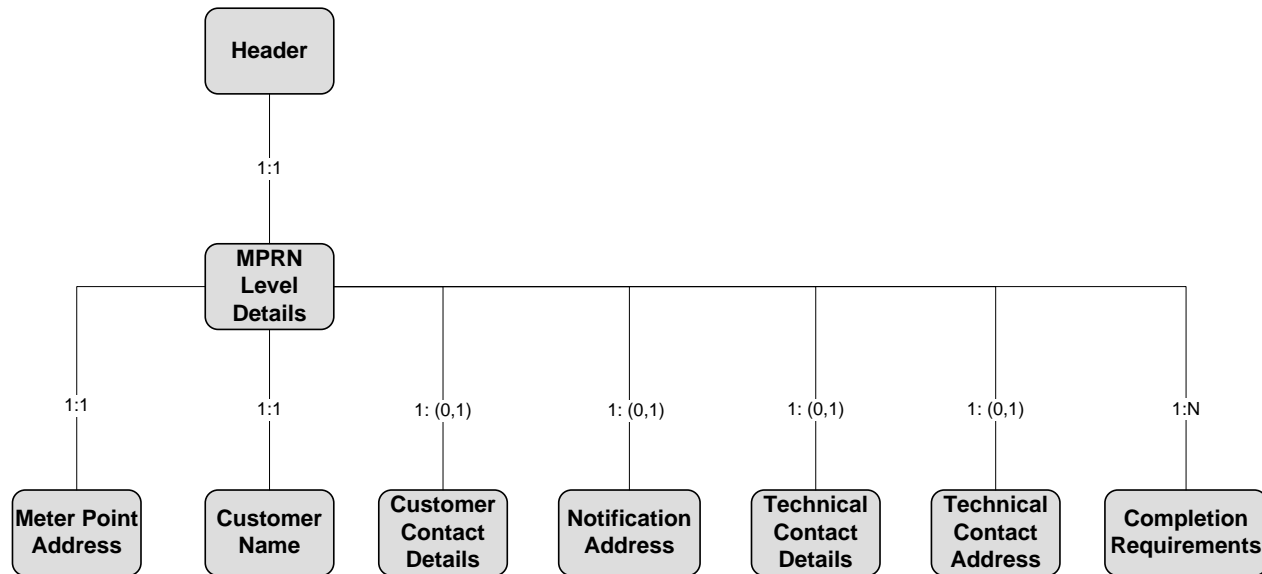 Header
1:1
MPRN
Level
Details
1:1
1:1
1: (0,1)
1: (0,1)
1: (0,1)
1: (0,1)
1:N
Meter Point
Address
Customer
Name
Customer
Contact
Details
Notification
Address
Technical
Contact
Details
Technical
Contact
Address
Completion
Requirements